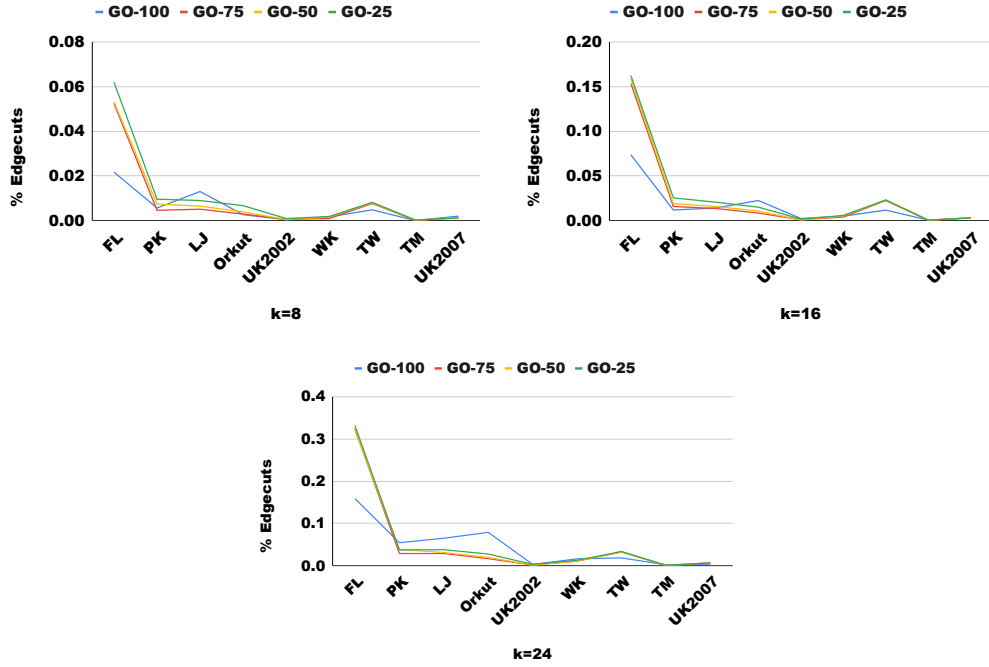 GO-100 GO-75 GO-50 GO-25
% Edgecuts
0.08
0.06
0.04
0.02
0.00
FL PK LJ Orkut UK2002 WK TW TM UK2007
k=8
GO-100 GO-75 GO-50 GO-25
% Edgecuts
0.20
0.15
0.10
0.05
0.00
FL PK LJ Orkut UK2002 WK TW TM UK2007
k=16
GO-100 GO-75 GO-50 GO-25
% Edgecuts
0.4
0.3
0.2
0.1
0.0
FL PK LJ Orkut UK2002 WK TW TM UK2007
k=24